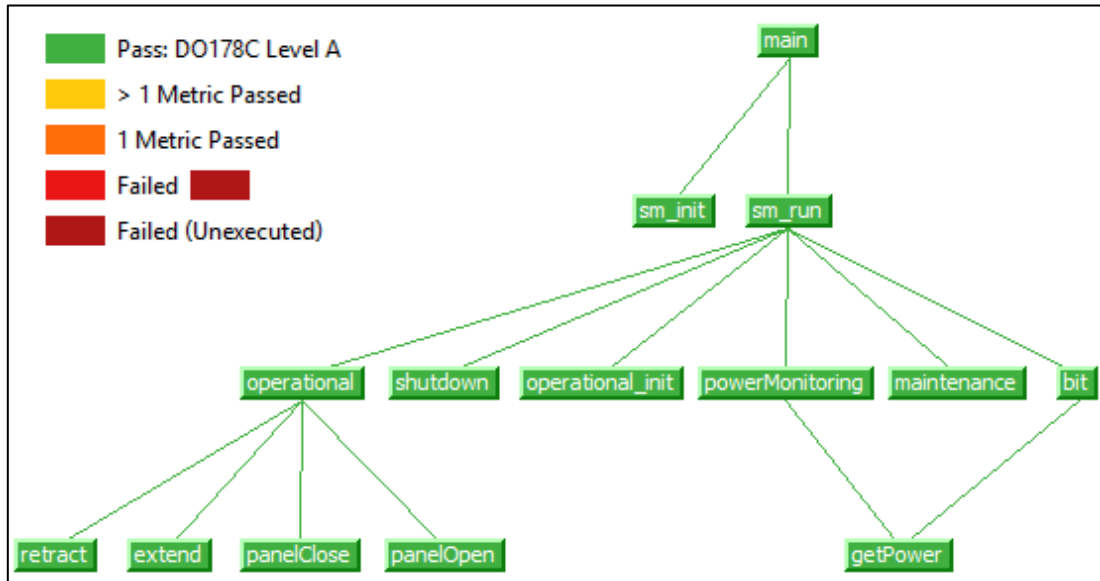 Pass: DO178C Level A
> 1 Metric Passed
1 Metric Passed
Failed
Failed (Unexecuted)
main
sm_init
sm_run
operational
shutdown
operational_init
powerMonitoring
maintenance
bit
retract
extend
panelClose
panelOpen
getPower